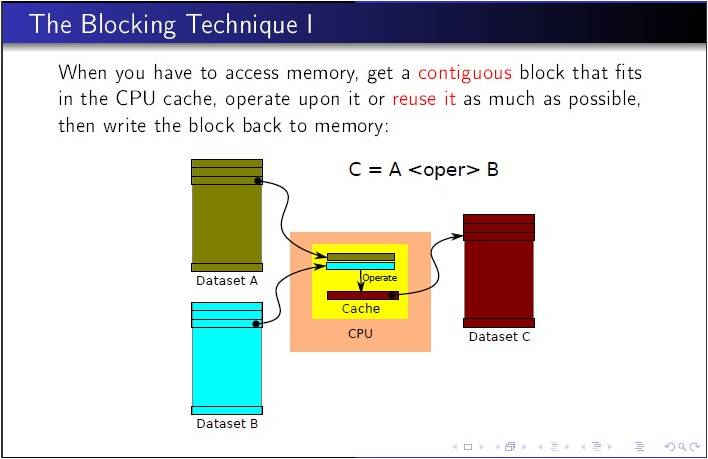 The Blocking Technique I
When you have to access memory, get a contiguous block that fits
in the CPU cache, operate upon it or reuse it as much as possible,
then write the block back to memory:
C = A <oper> B
Dataset A
Operate
Cache
CPU
Dataset C
Dataset B